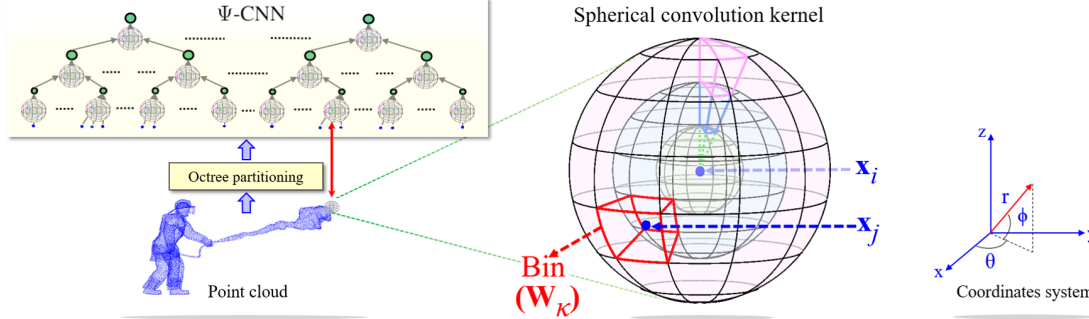 Ψ-CNN
Spherical convolution kernel
Octree partitioning
Point cloud
x_i
x_j
Bin
(W_κ)
z
r
ϕ
x
θ
Coordinates system